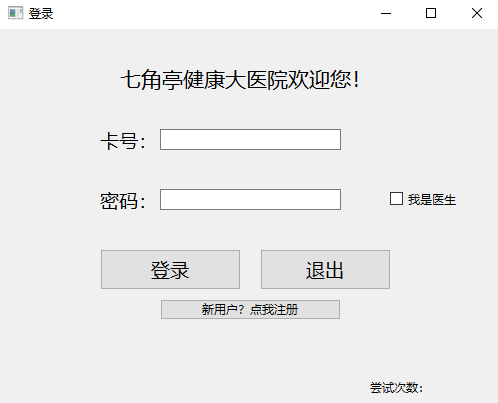 登录
七角亭健康大医院欢迎您！
卡号：
密码：
我是医生
登录
退出
新用户？点我注册
尝试次数：